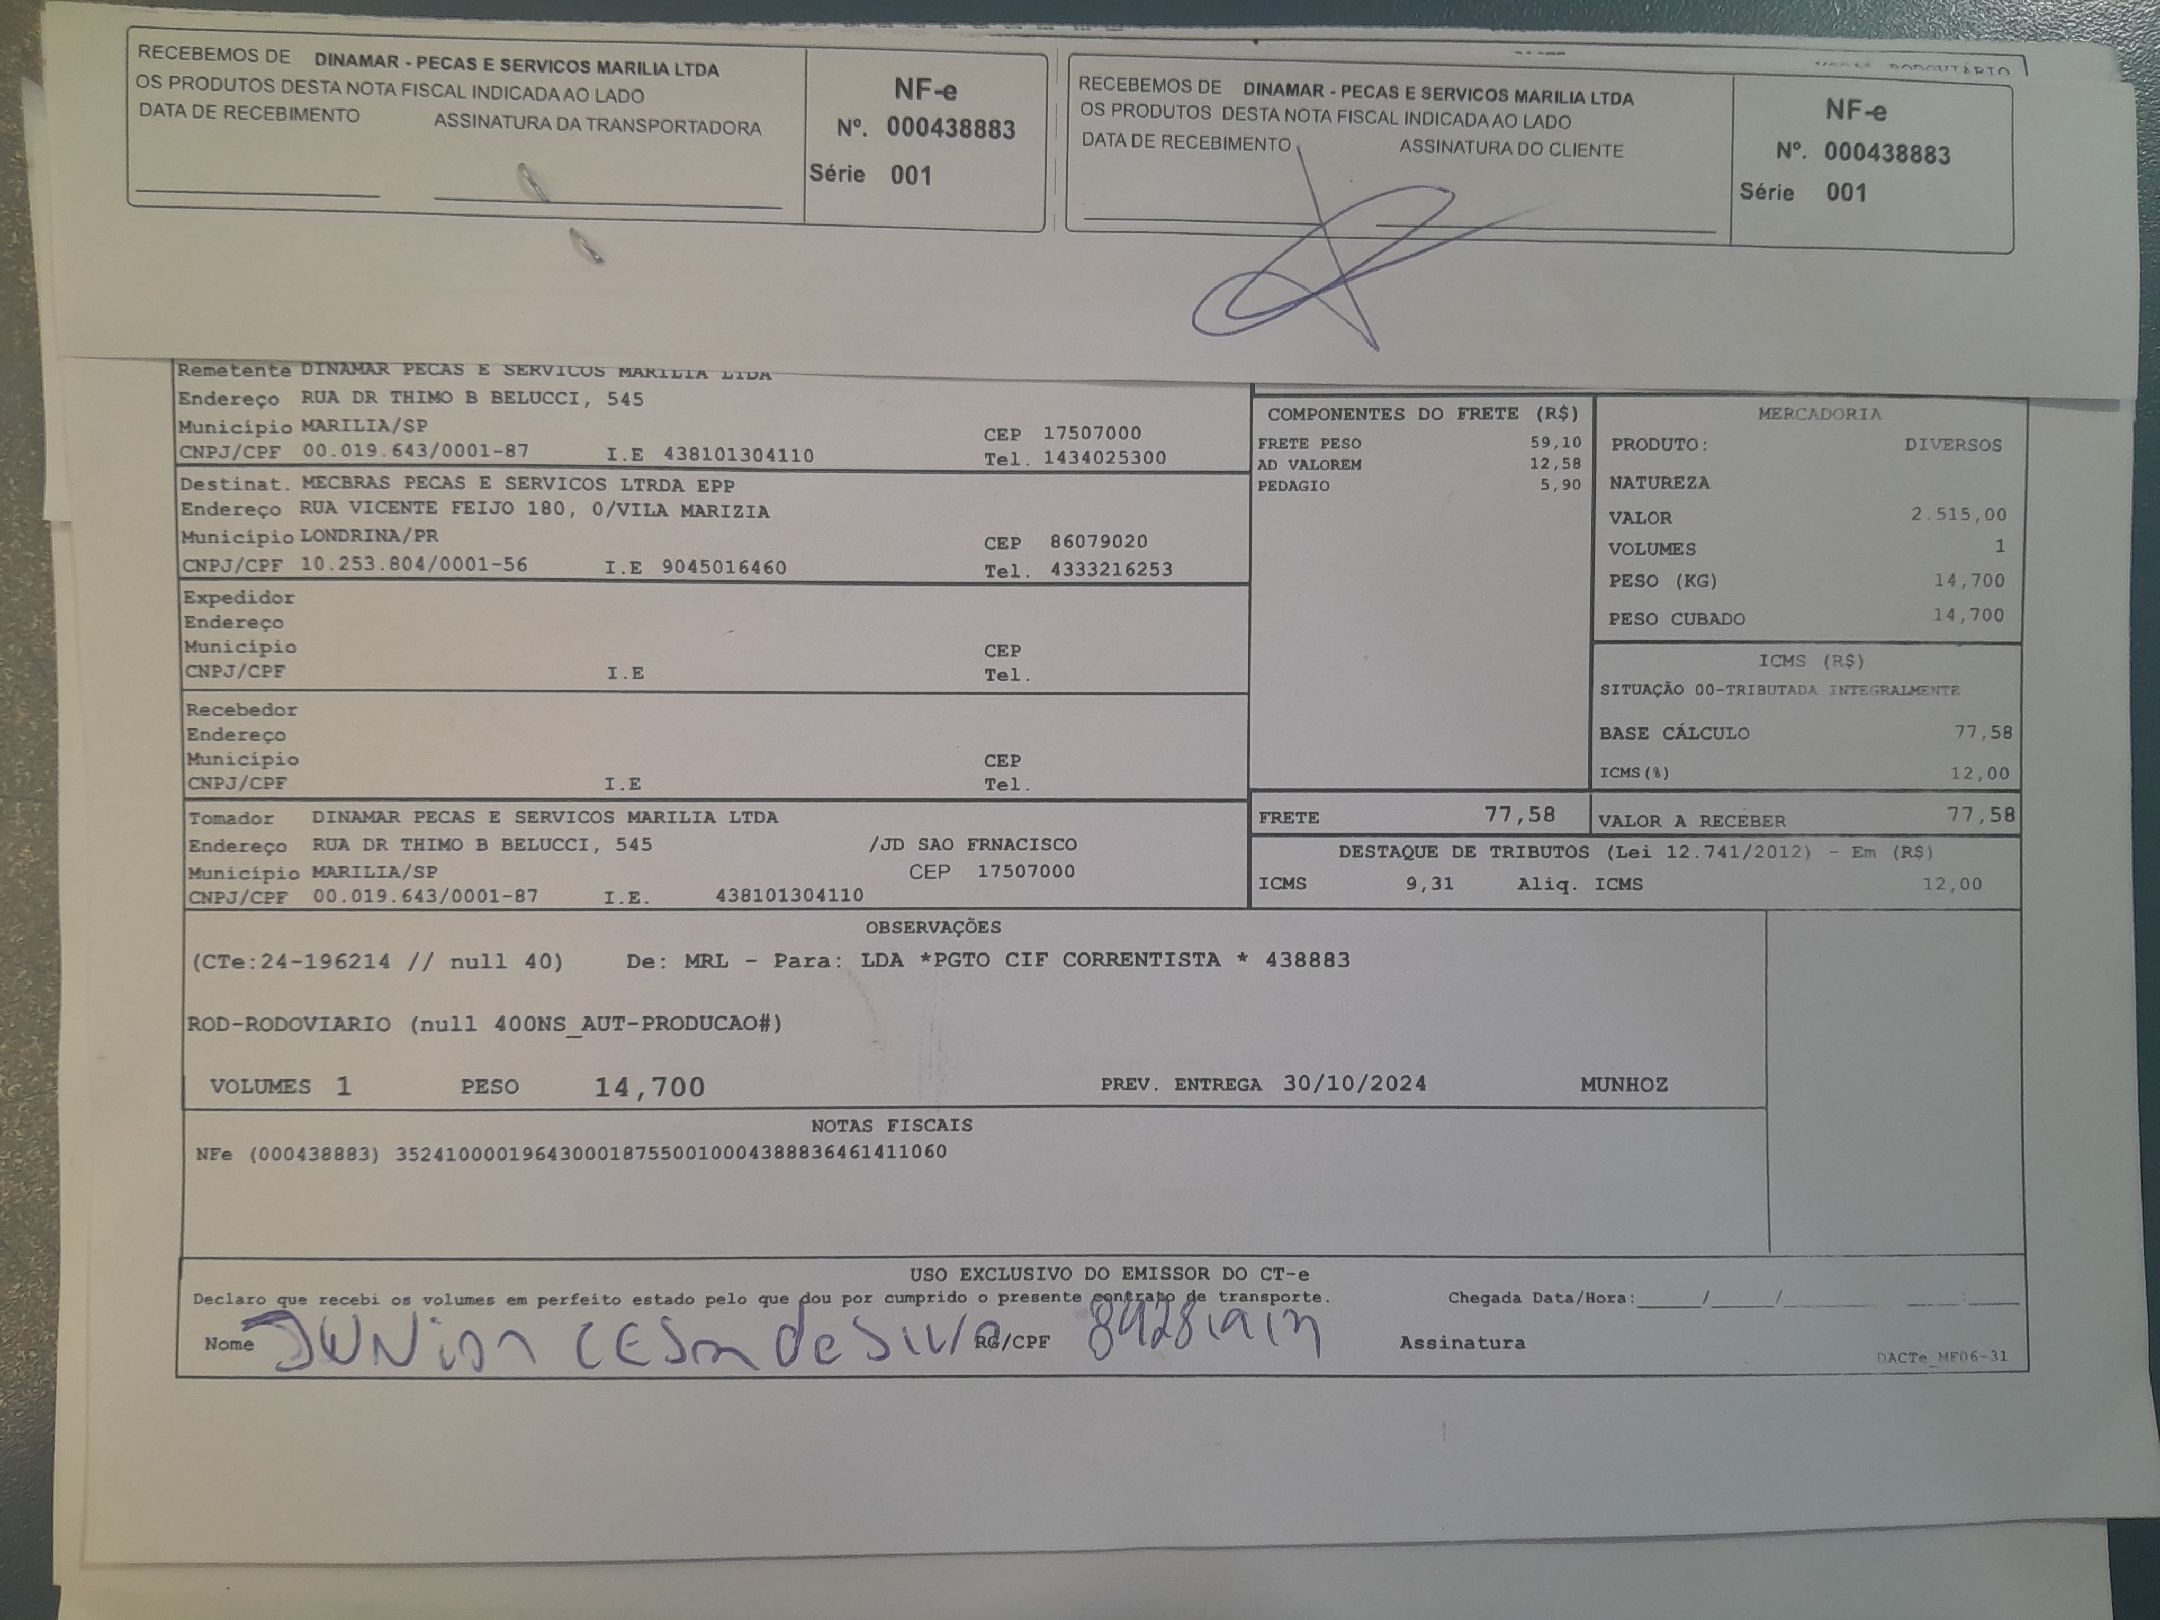 RECEBEMOS DE DINAMAR - PECAS E SERVICOS MARILIA LTDA
OS PRODUTOS DESTA NOTA FISCAL INDICADA AO LADO
DATA DE RECEBIMENTO ASSINATURA DA TRANSPORTADORA
NF-e
Nº. 000438883
Série 001
RECEBEMOS DE DINAMAR - PECAS E SERVICOS MARILIA LTDA
OS PRODUTOS DESTA NOTA FISCAL INDICADA AO LADO
DATA DE RECEBIMENTO ASSINATURA DO CLIENTE
NF-e
Nº. 000438883
Série 001
Remetente DINAMAR PECAS E SERVICOS MARILIA LTDA
Endereço RUA DR THIMO B BELUCCI, 545
Município MARILIA/SP CEP 17507000
CNPJ/CPF 00.019.643/0001-87 I.E 438101304110 Tel. 1434025300
Destinat. MECBRAS PECAS E SERVICOS LTRDA EPP
Endereço RUA VICENTE FEIJO 180, 0/VILA MARIZIA
Município LONDRINA/PR CEP 86079020
CNPJ/CPF 10.253.804/0001-56 I.E 9045016460 Tel. 4333216253
Expedidor
Endereço
Município CEP
CNPJ/CPF I.E Tel.
Recebedor
Endereço
Município CEP
CNPJ/CPF I.E Tel.
Tomador DINAMAR PECAS E SERVICOS MARILIA LTDA
Endereço RUA DR THIMO B BELUCCI, 545 /JD SAO FRNACISCO
Município MARILIA/SP CEP 17507000
CNPJ/CPF 00.019.643/0001-87 I.E. 438101304110
COMPONENTES DO FRETE (R$)
FRETE PESO 59,10
AD VALOREM 12,58
PEDAGIO 5,90
MERCADORIA
PRODUTO: DIVERSOS
NATUREZA
VALOR 2.515,00
VOLUMES 1
PESO (KG) 14,700
PESO CUBADO 14,700
ICMS (R$)
SITUAÇÃO 00-TRIBUTADA INTEGRALMENTE
BASE CÁLCULO 77,58
ICMS(%) 12,00
FRETE 77,58 VALOR A RECEBER 77,58
DESTAQUE DE TRIBUTOS (Lei 12.741/2012) - Em (R$)
ICMS 9,31 Aliq. ICMS 12,00
OBSERVAÇÕES
(CTe:24-196214 // null 40) De: MRL - Para: LDA *PGTO CIF CORRENTISTA * 438883
ROD-RODOVIARIO (null 400NS_AUT-PRODUCAO#)
VOLUMES 1 PESO 14,700 PREV. ENTREGA 30/10/2024 MUNHOZ
NOTAS FISCAIS
NFe (000438883) 35241000019643000187550010004388836461411060
USO EXCLUSIVO DO EMISSOR DO CT-e
Declaro que recebi os volumes em perfeito estado pelo que dou por cumprido o presente contrato de transporte. Chegada Data/Hora:_____/_____/_______ ____:____
Nome de Silva RG/CPF Assinatura
DACTe_MF06-31